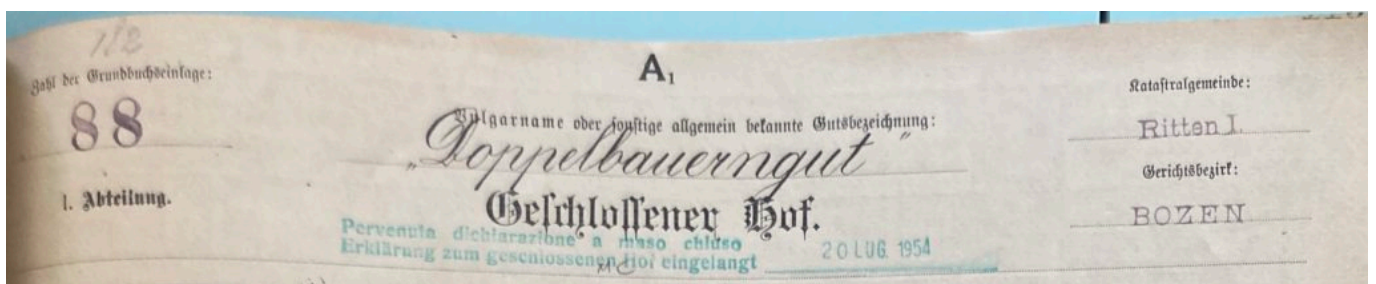 1/2
Zahl der Grundbuchseinlage:
88
1. Abteilung.
A₁
Vulgarname oder sonstige allgemein bekannte Gutsbezeichnung:
„Doppelbauerngut“
Geschlossener Hof.
Pervenuta dichiarazione a maso chiuso
Erklärung zum geschlossenen Hof eingelangt 20 LUG. 1954
Katastralgemeinde:
Ritten I.
Gerichtsbezirk:
BOZEN